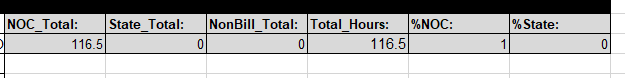 NOC_Total: State_Total: NonBill_Total: Total_Hours: %NOC: %State:
116.5 0 0 116.5 1 0